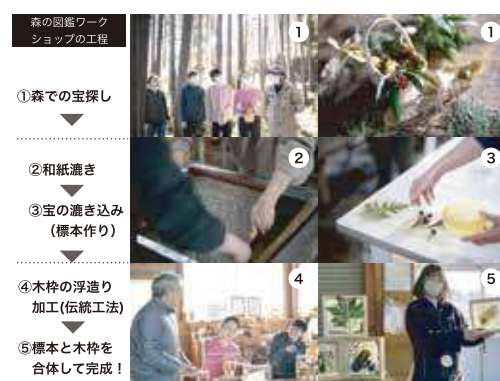 森の図鑑ワーク
ショップの工程
①森での宝探し
②和紙漉き
③宝の漉き込み
（標本作り）
④木枠の浮造り
加工(伝統工法)
⑤標本と木枠を
合体して完成！
1
1
2
3
4
5